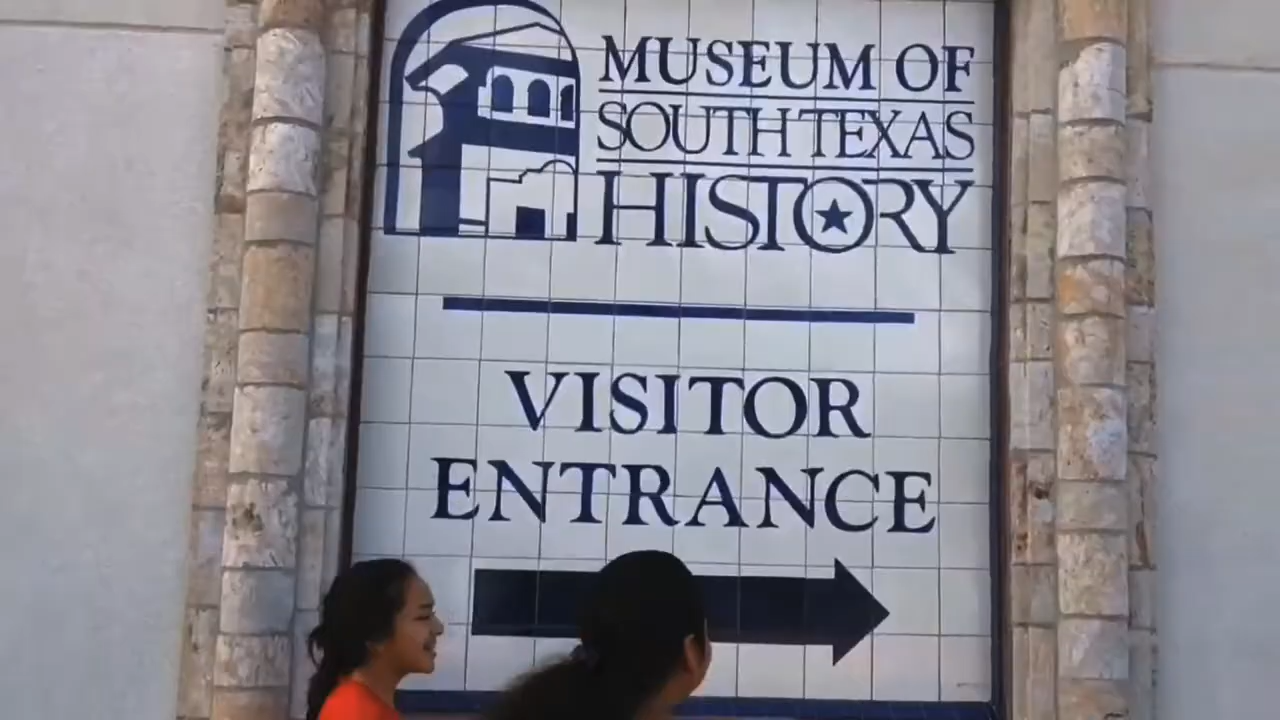 MUSEUM OF
SOUTH TEXAS
HISTORY
VISITOR
ENTRANCE